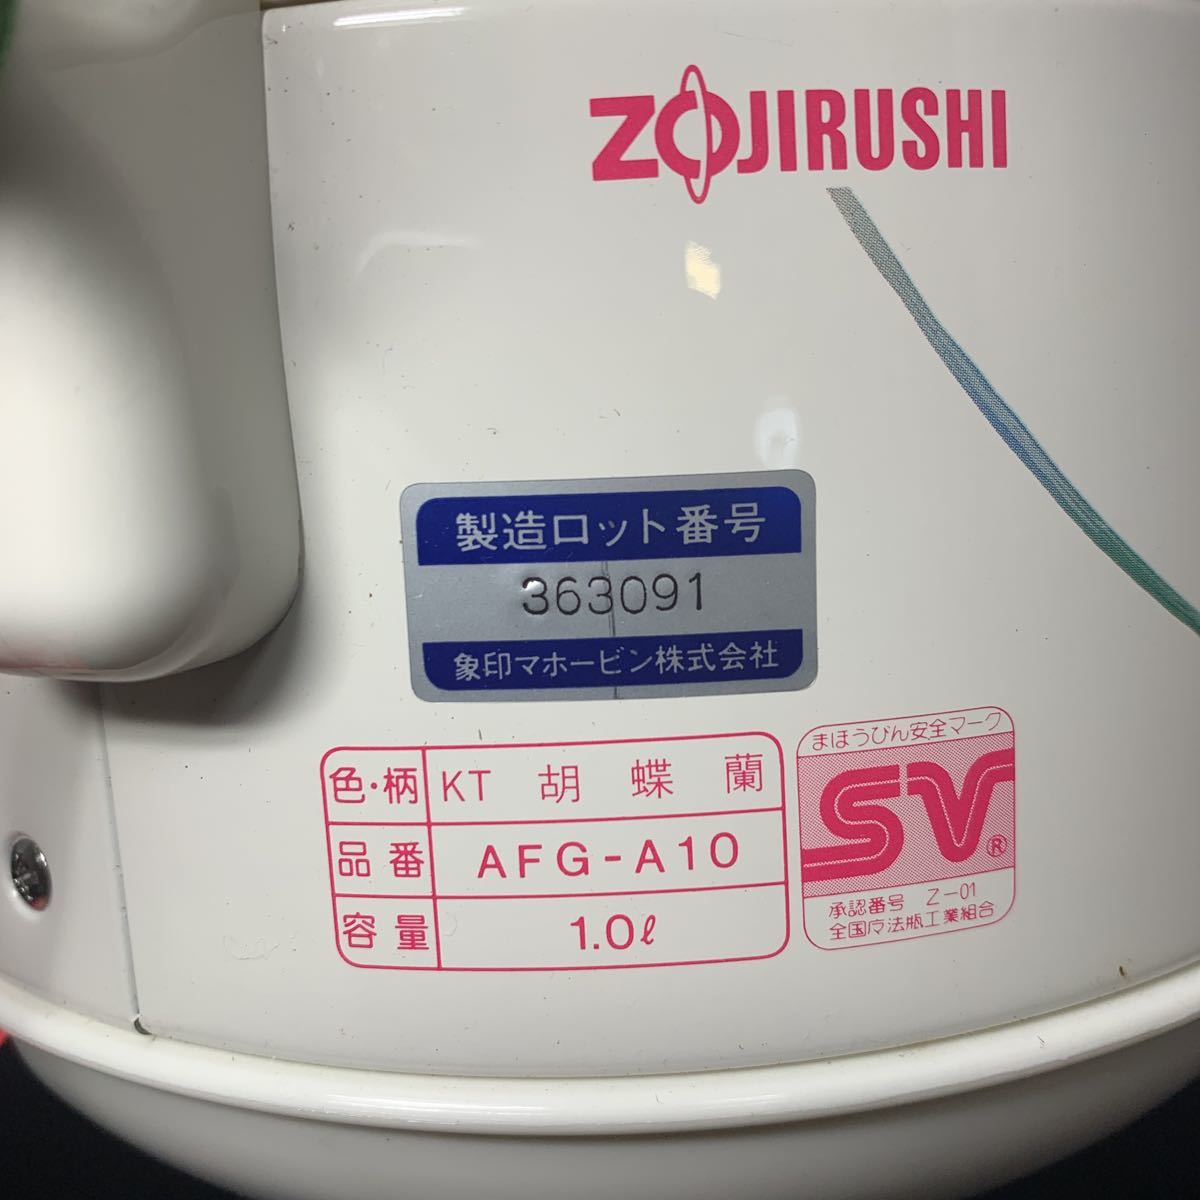 ZOJIRUSHI
製造ロット番号
363091
象印マホービン株式会社
色・柄 KT 胡蝶蘭
品番 AFG-A10
容量 1.0ℓ
まほうびん安全マーク
SV®
承認番号 Z-01
全国マ法瓶工業組合